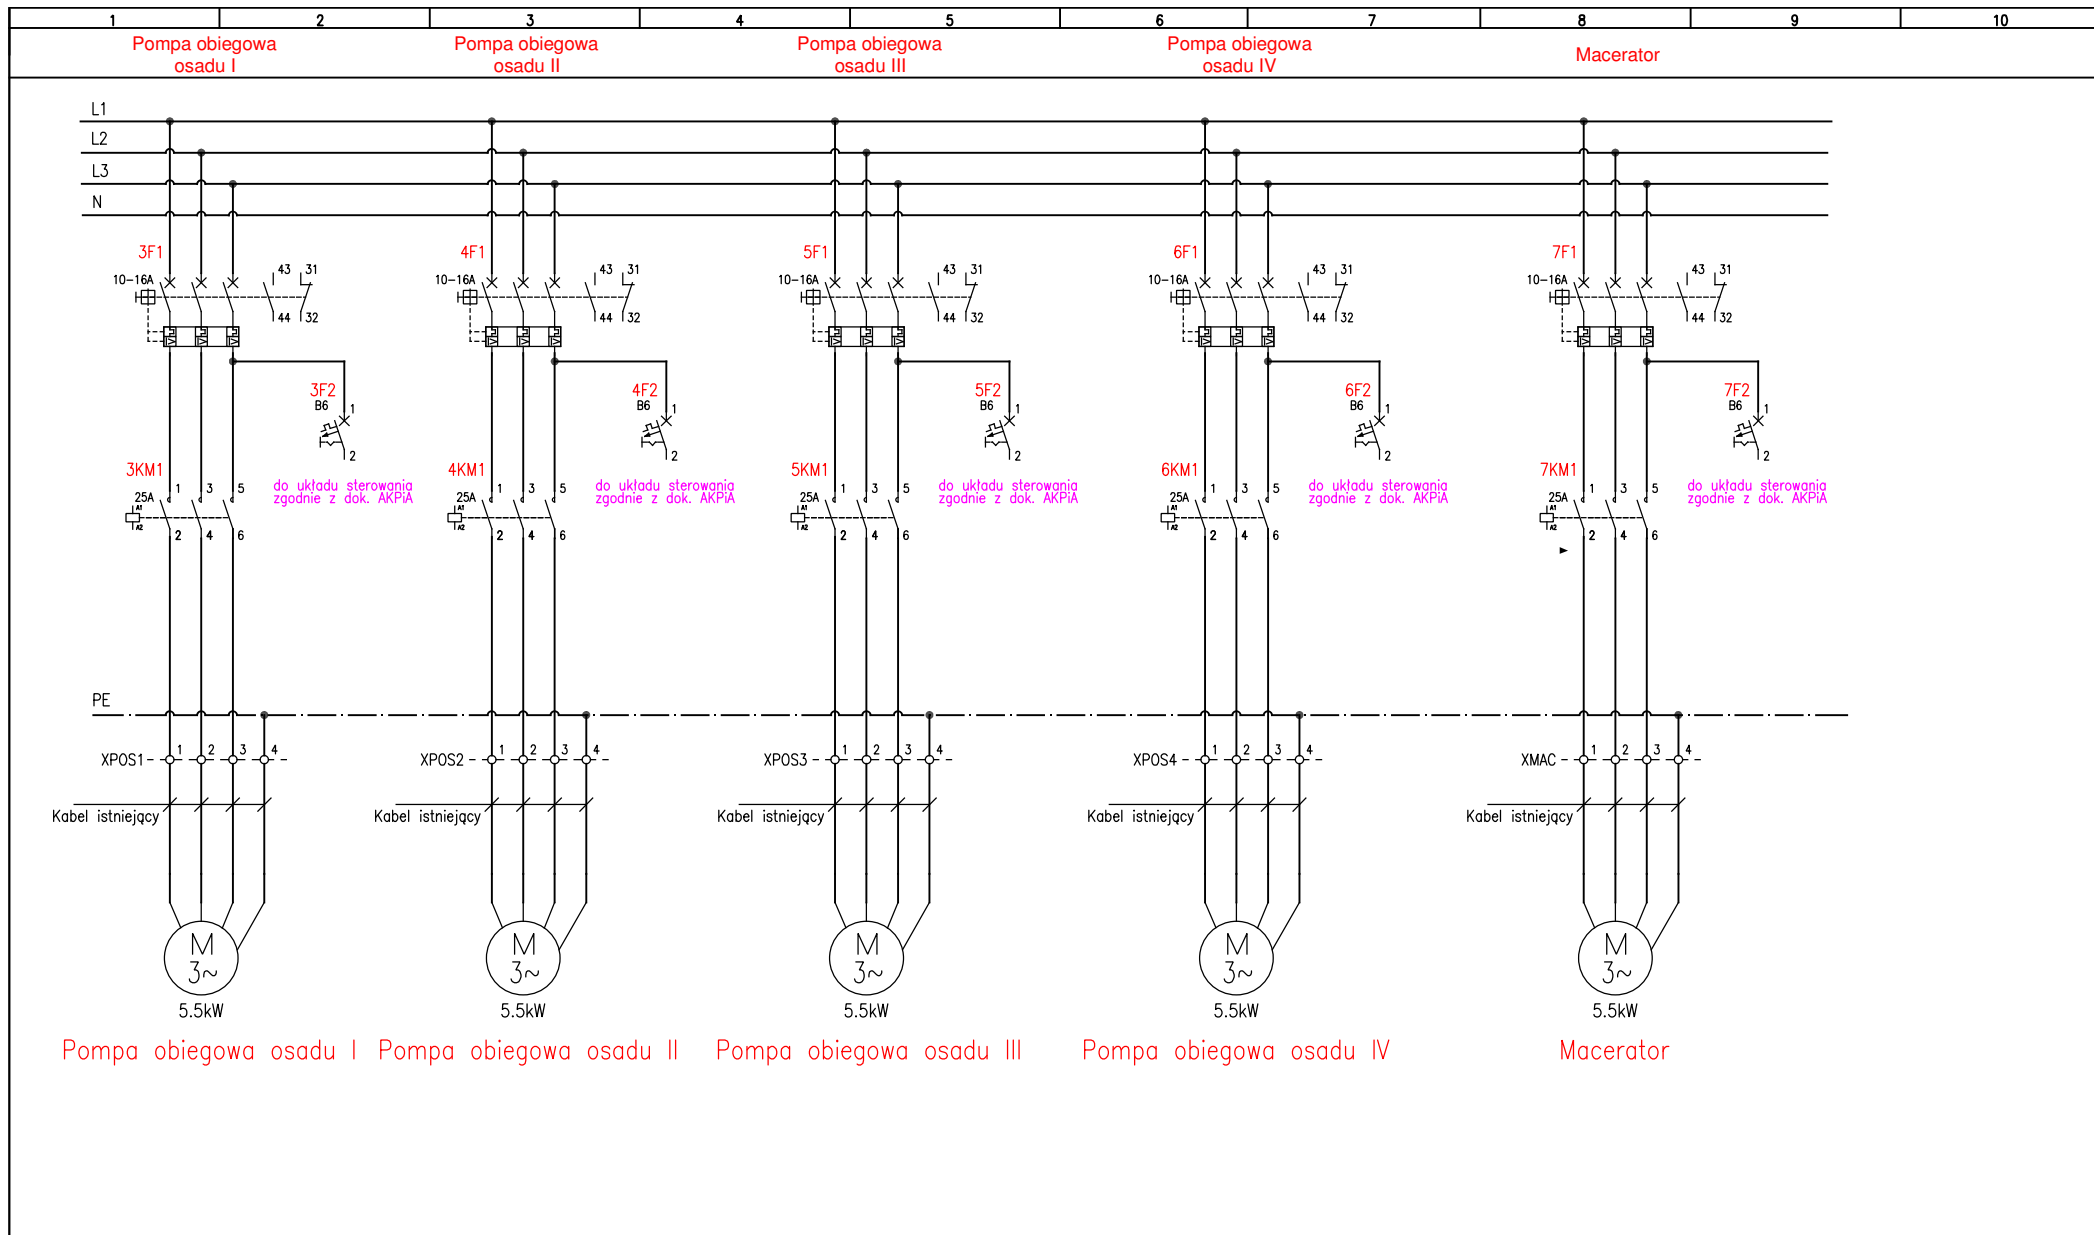 1 2 3 4 5 6 7 8 9 10
Pompa obiegowa
osadu I
Pompa obiegowa
osadu II
Pompa obiegowa
osadu III
Pompa obiegowa
osadu IV
Macerator
L1
L2
L3
N
3F1 4F1 5F1 6F1 7F1
10-16A 43 31 10-16A 43 31 10-16A 43 31 10-16A 43 31 10-16A 43 31
44 32 44 32 44 32 44 32 44 32
3F2 4F2 5F2 6F2 7F2
B6 1 B6 1 B6 1 B6 1 B6 1
2 2 2 2 2
3KM1 4KM1 5KM1 6KM1 7KM1
do układu sterowania
zgodnie z dok. AKPiA
do układu sterowania
zgodnie z dok. AKPiA
do układu sterowania
zgodnie z dok. AKPiA
do układu sterowania
zgodnie z dok. AKPiA
do układu sterowania
zgodnie z dok. AKPiA
25A 1 3 5 25A 1 3 5 25A 1 3 5 25A 1 3 5 25A 1 3 5
A1 A1 A1 A1 A1
A2 A2 A2 A2 A2
2 4 6 2 4 6 2 4 6 2 4 6 2 4 6
PE
XPOS1 1 2 3 4 XPOS2 1 2 3 4 XPOS3 1 2 3 4 XPOS4 1 2 3 4 XMAC 1 2 3 4
Kabel istniejący Kabel istniejący Kabel istniejący Kabel istniejący Kabel istniejący
M M M M M
3~ 3~ 3~ 3~ 3~
5.5kW 5.5kW 5.5kW 5.5kW 5.5kW
Pompa obiegowa osadu I Pompa obiegowa osadu II Pompa obiegowa osadu III Pompa obiegowa osadu IV Macerator